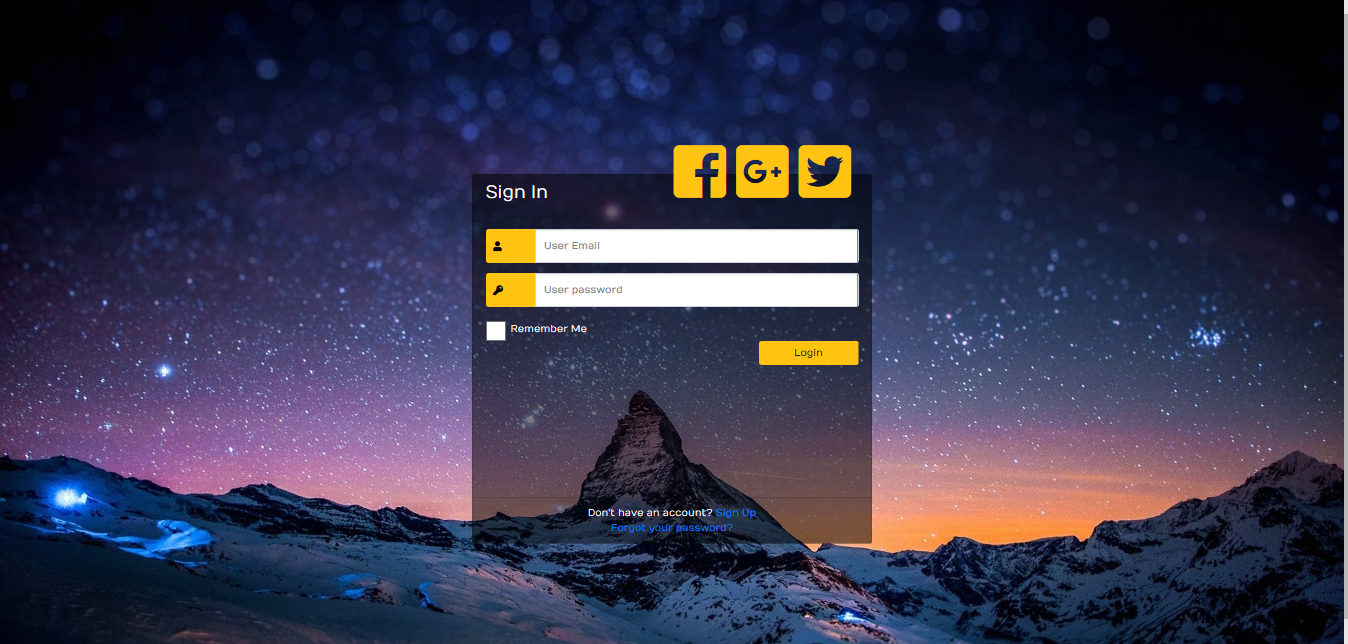 Sign In
G+
User Email
User password
Remember Me
Login
Don't have an account? Sign Up
Forgot your password?